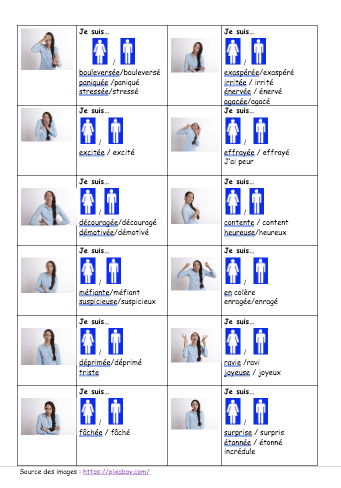 Je suis…
/
bouleversée/bouleversé
paniquée /paniqué
stressée/stressé
Je suis…
/
exaspérée/exaspéré
irritée / irrité
énervée / énervé
agacée/agacé
Je suis…
/
excitée / excité
Je suis…
/
effrayée / effrayé
J'ai peur
Je suis…
/
découragée/découragé
démotivée/démotivé
Je suis…
/
contente / content
heureuse/heureux
Je suis…
/
méfiante/méfiant
suspicieuse/suspicieux
Je suis…
/
en colère
enragée/enragé
Je suis…
/
déprimée/déprimé
triste
Je suis…
/
ravie /ravi
joyeuse / joyeux
Je suis…
/
fâchée / fâché
Je suis…
/
surprise / surpris
étonnée / étonné
incrédule
Source des images : https://pixabay.com/